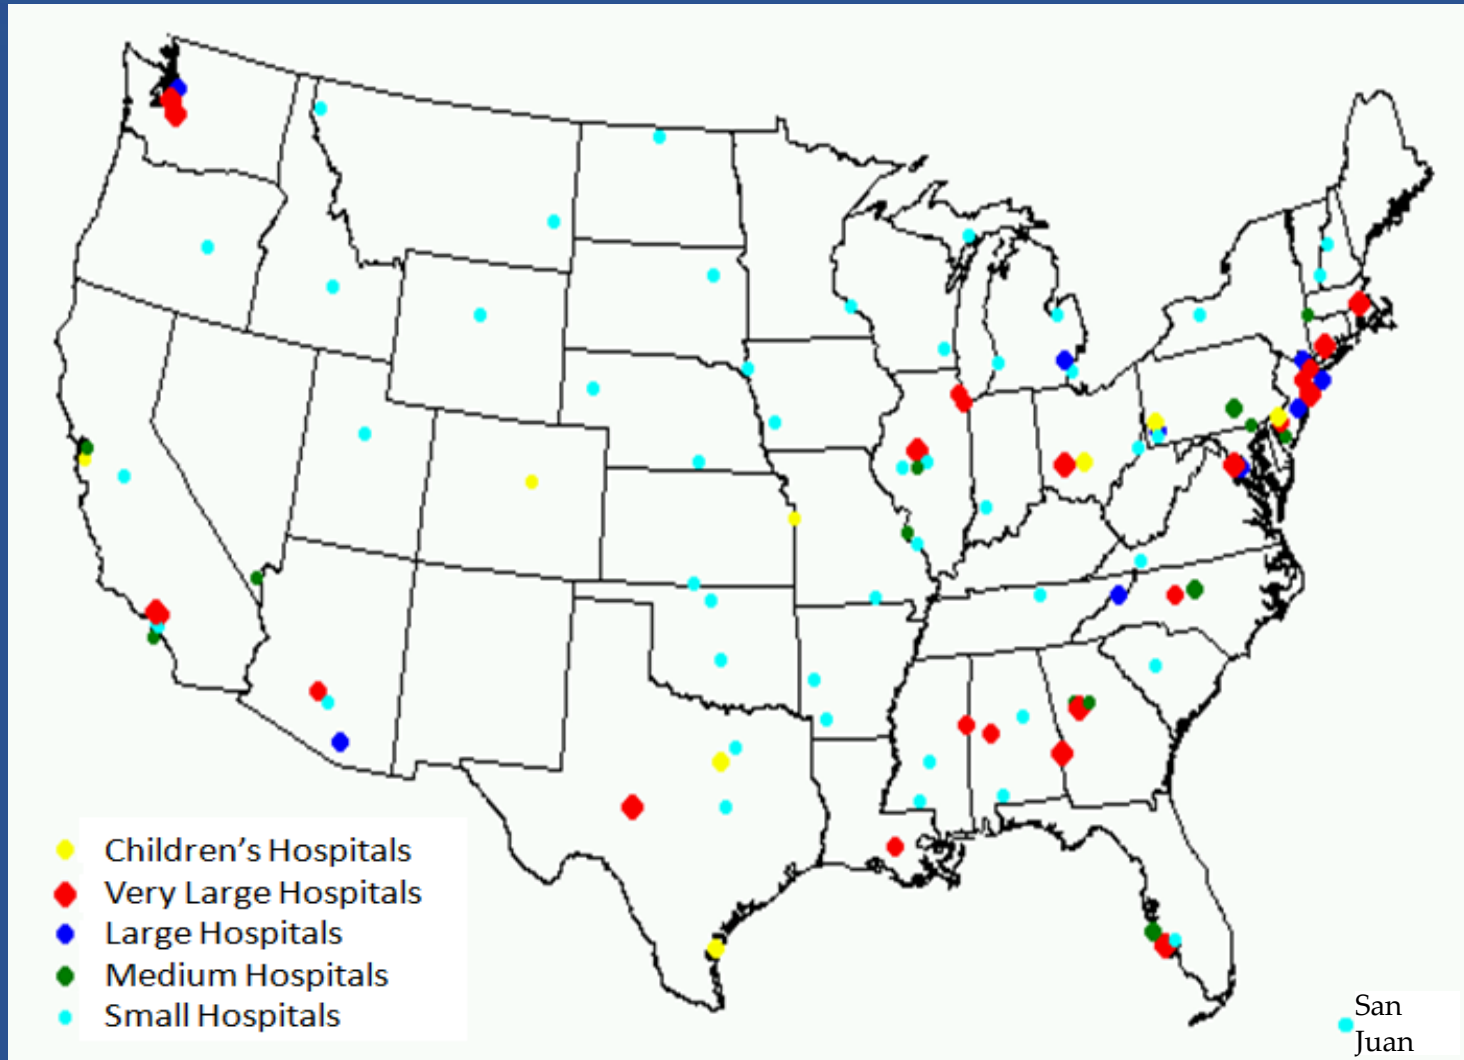 Children's Hospitals
Very Large Hospitals
Large Hospitals
Medium Hospitals
Small Hospitals
San
Juan